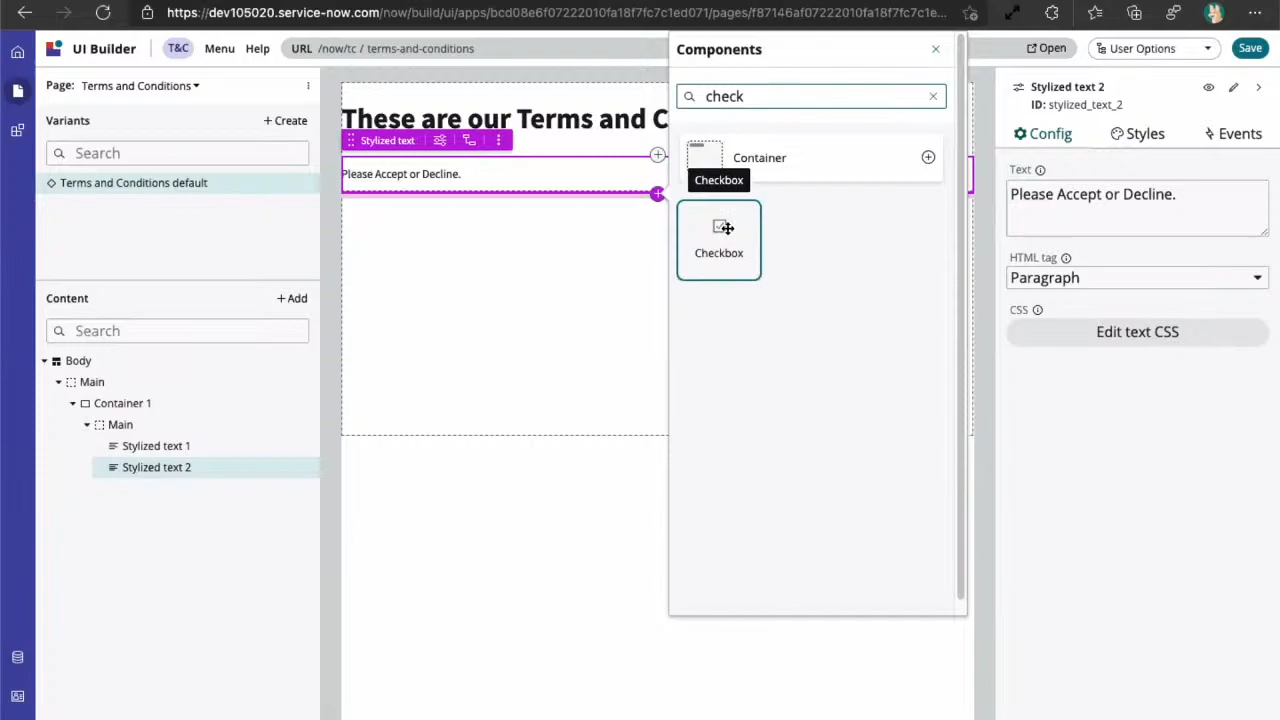 https://dev105020.service-now.com/now/build/ui/apps/bcd08e6f07222010fa18f7fc7c1ed071/pages/f87146af07222010fa18f7fc7c1e...
UI Builder
T&C
Menu
Help
URL /now/tc / terms-and-conditions
Open
User Options
Save
Page: Terms and Conditions
Variants
+ Create
Search
Terms and Conditions default
Content
+ Add
Search
Body
Main
Container 1
Main
Stylized text 1
Stylized text 2
These are our Terms and C
Stylized text
Please Accept or Decline.
Components
check
Container
Checkbox
Checkbox
Stylized text 2
ID: stylized_text_2
Config
Styles
Events
Text
Please Accept or Decline.
HTML tag
Paragraph
CSS
Edit text CSS